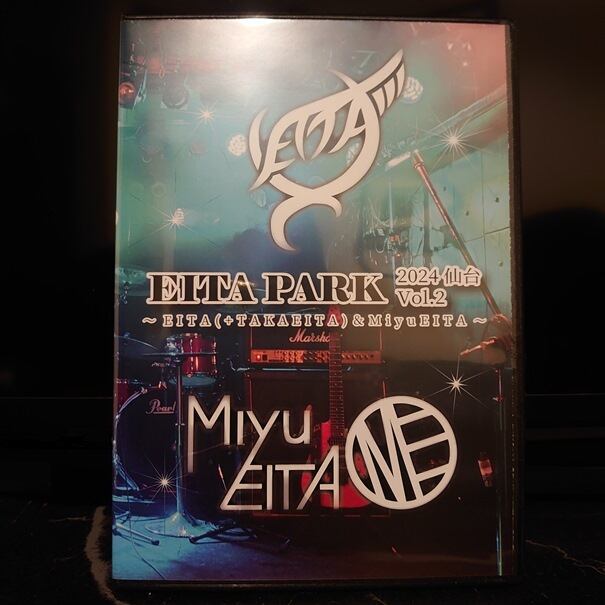 EITA
EITA PARK 2024 仙台
Vol.2
~EITA(+TAKAEITA)&MiyuEITA~
Marshall
Pearl
Miyu
EITA ME